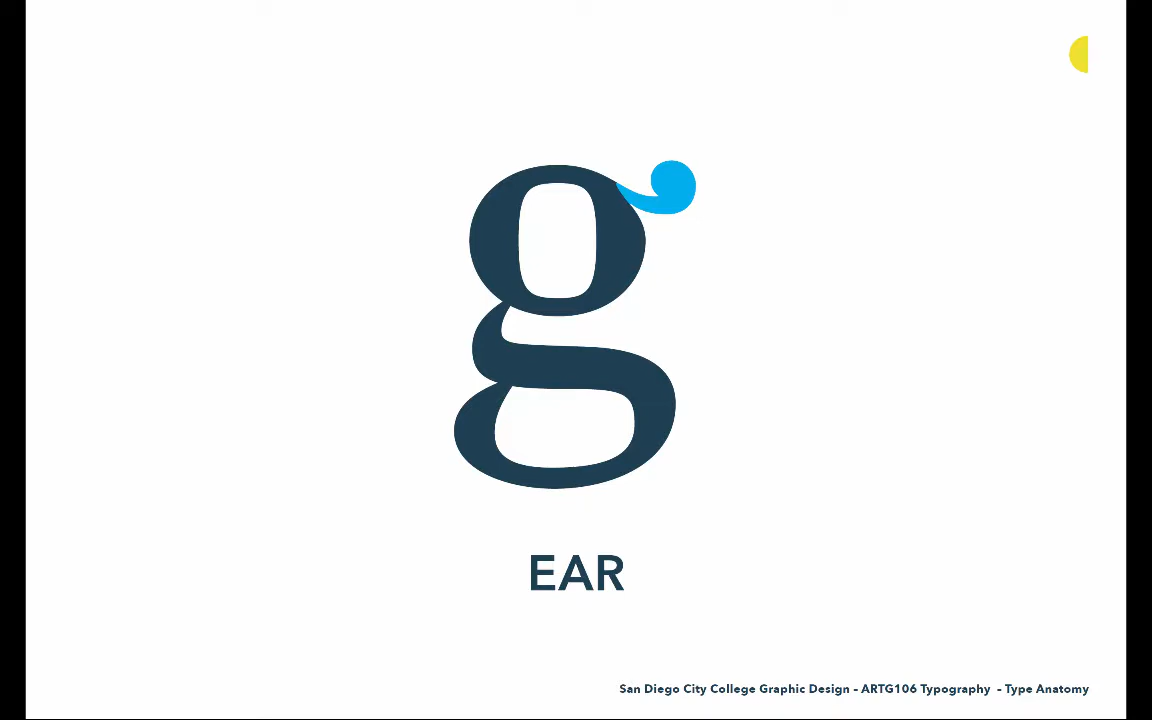 g
EAR
San Diego City College Graphic Design – ARTG106 Typography – Type Anatomy